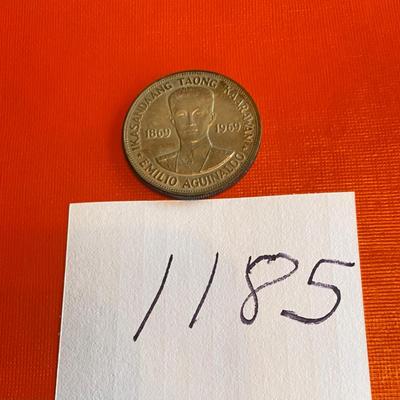 IKASANDAANG TAONG KAARAWAN
1869 1969
EMILIO AGUINALDO
1185